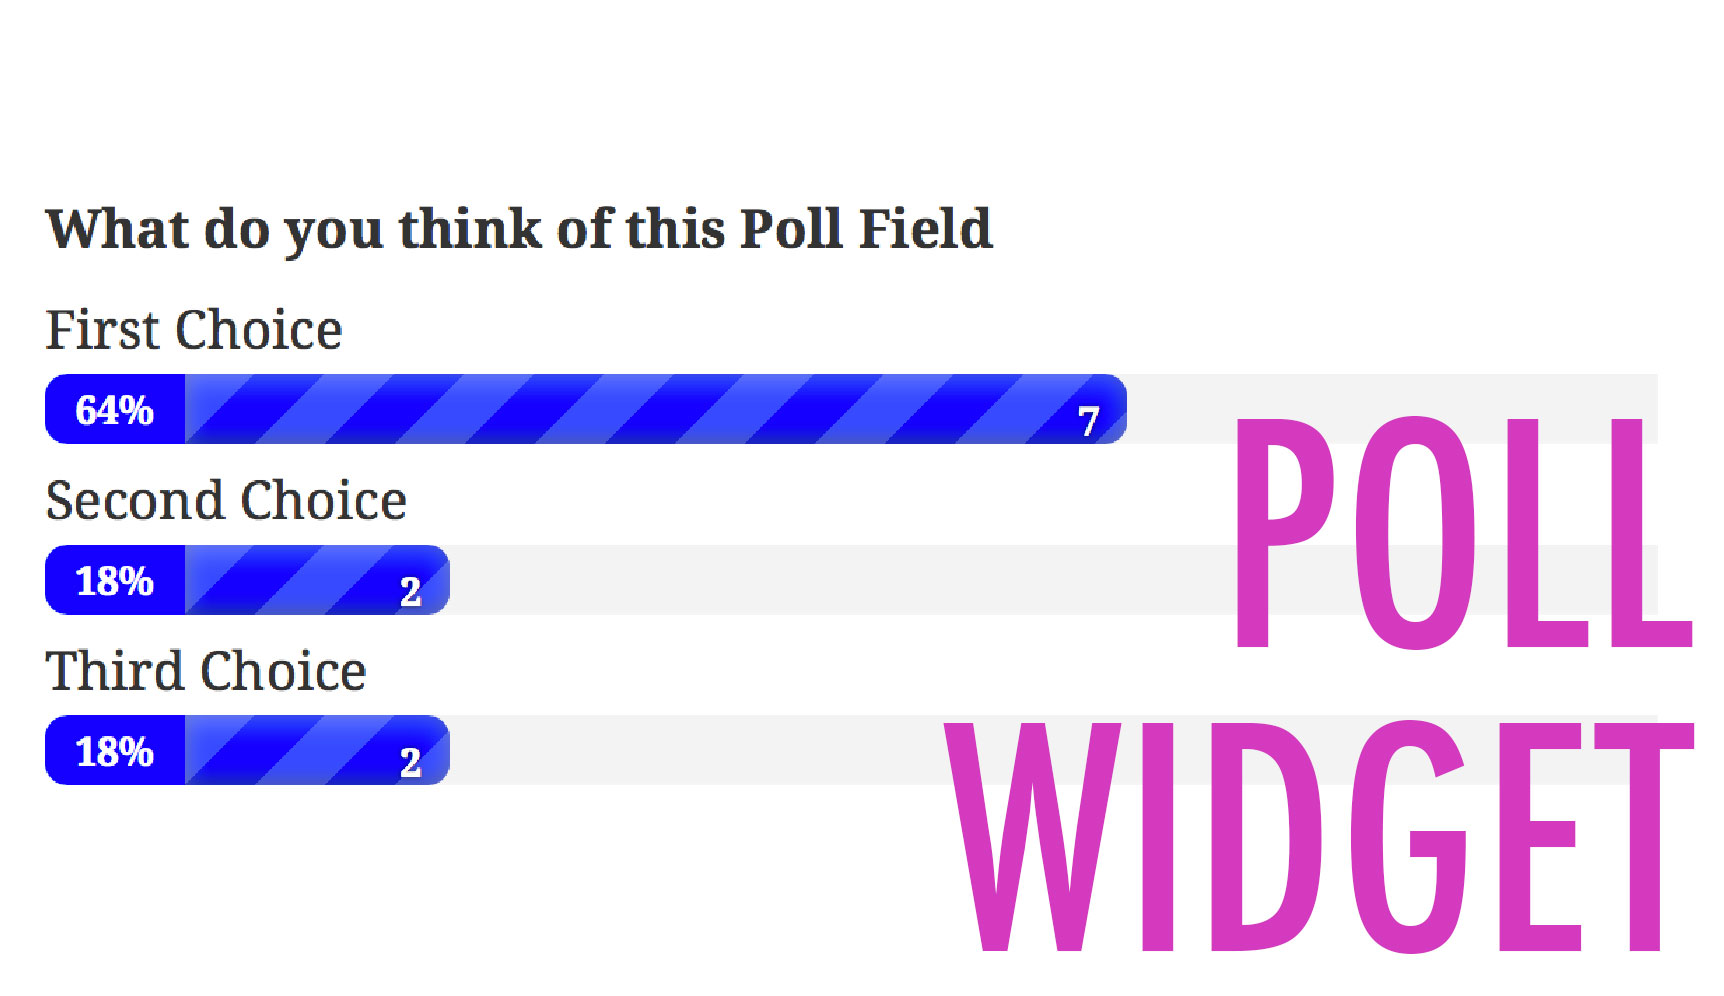 What do you think of this Poll Field
First Choice
64% 7
Second Choice
18% 2
Third Choice
18% 2
POLL
WIDGET